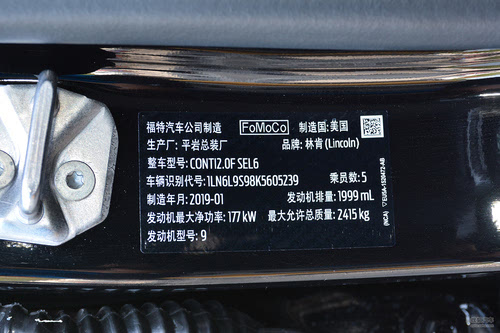 福特汽车公司制造 FoMoCo 制造国: 美国
生产厂: 平岩总装厂 品牌: 林肯 (Lincoln)
整车型号: CONTI2.0F SEL6
车辆识别代号: 1LN6L9S98K5605239 乘员数: 5
制造年月: 2019-01 发动机排量: 1999 mL
发动机最大净功率: 177 kW 最大允许总质量: 2415 kg
发动机型号: 9
(NCA)